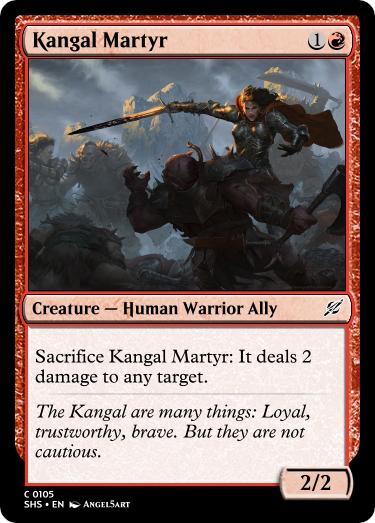 Kangal Martyr 1
Creature — Human Warrior Ally
Sacrifice Kangal Martyr: It deals 2
damage to any target.
The Kangal are many things: Loyal,
trustworthy, brave. But they are not
cautious.
2/2
C 0105
SHS • EN AngelSart